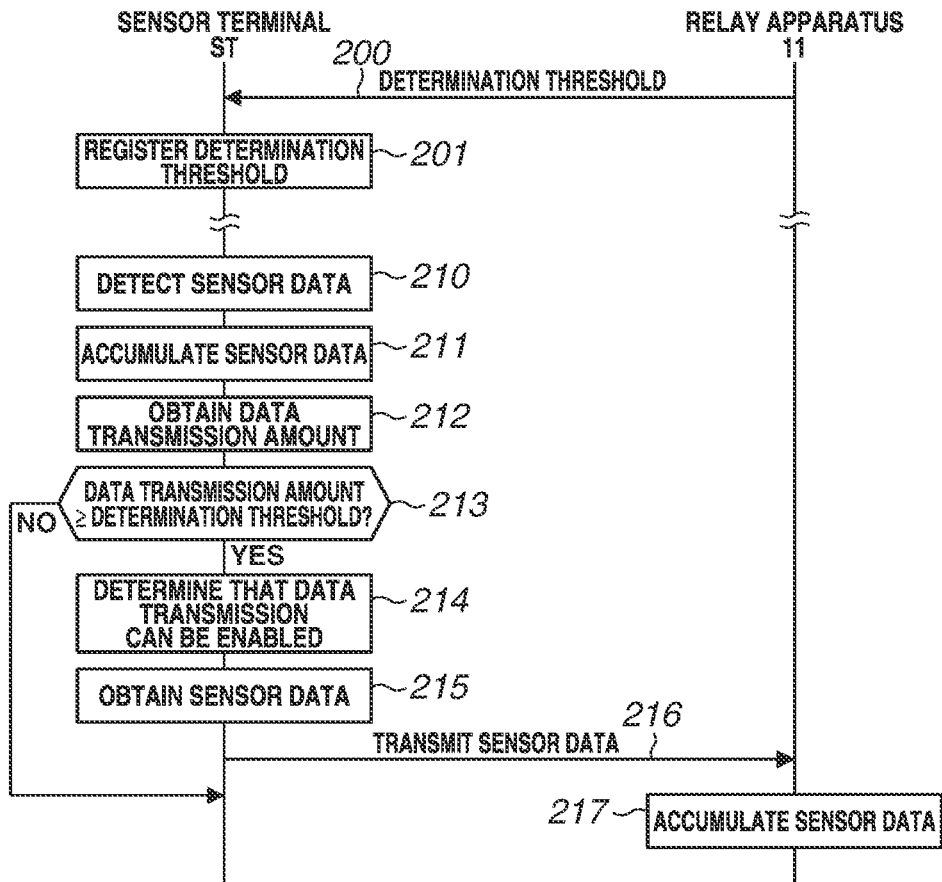 SENSOR TERMINAL
ST
RELAY APPARATUS
11
200
DETERMINATION THRESHOLD
REGISTER DETERMINATION
THRESHOLD
201
DETECT SENSOR DATA
210
ACCUMULATE SENSOR DATA
211
OBTAIN DATA
TRANSMISSION AMOUNT
212
DATA TRANSMISSION AMOUNT
≥ DETERMINATION THRESHOLD?
213
NO
YES
DETERMINE THAT DATA
TRANSMISSION
CAN BE ENABLED
214
OBTAIN SENSOR DATA
215
TRANSMIT SENSOR DATA
216
217
ACCUMULATE SENSOR DATA